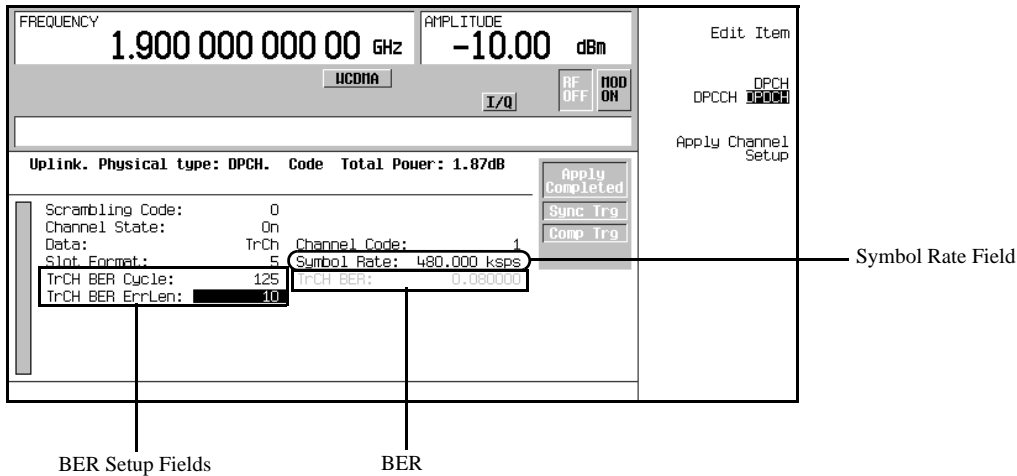 FREQUENCY
1.900 000 000 00 GHz
AMPLITUDE
-10.00 dBm
WCDMA
I/Q
RF OFF
MOD ON
Edit Item
DPCH
DPCCH DPDCH
Apply Channel Setup
Uplink. Physical type: DPCH. Code Total Power: 1.87dB
Apply Completed
Sync Trg
Comp Trg
Scrambling Code: 0
Channel State: On
Data: TrCh Channel Code: 1
Slot Format: 5 Symbol Rate: 480.000 ksps
TrCH BER Cycle: 125 TrCH BER: 0.080000
TrCH BER ErrLen: 10
Symbol Rate Field
BER Setup Fields
BER